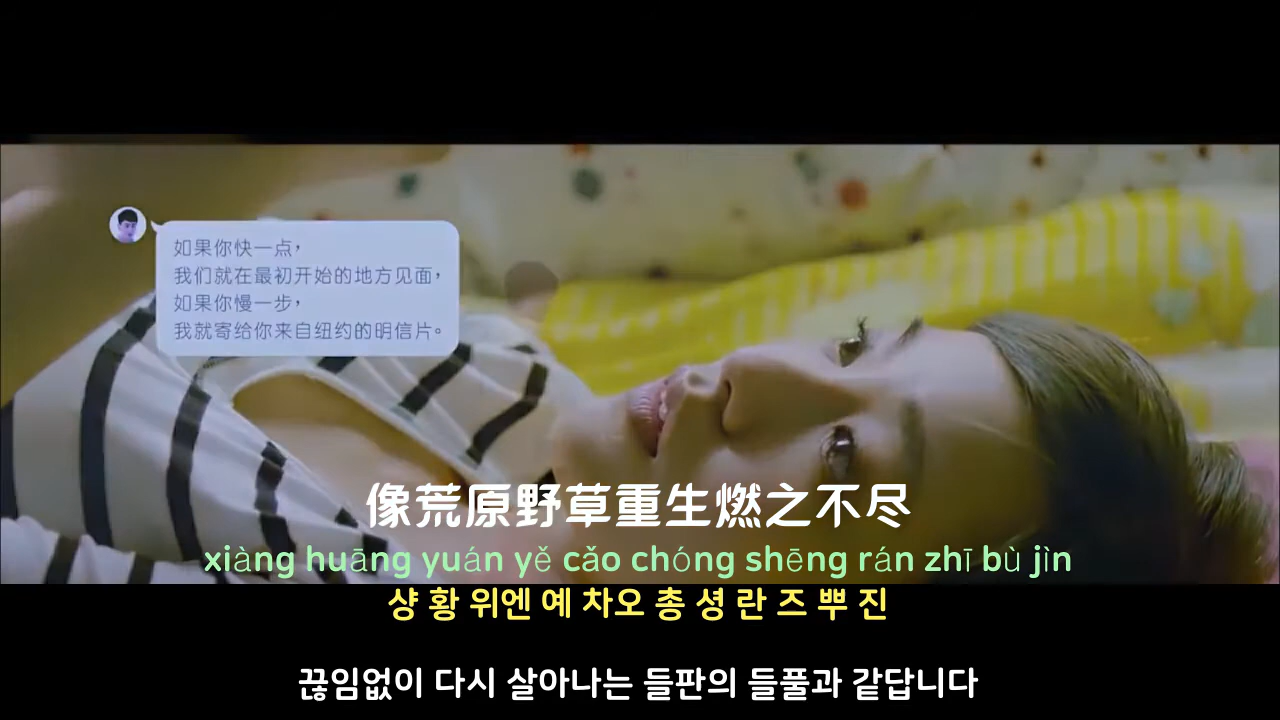 如果你快一点，
我们就在最初开始的地方见面，
如果你慢一步，
我就寄给你来自纽约的明信片。
像荒原野草重生燃之不尽
xiàng huāng yuán yě cǎo chóng shēng rán zhī bù jìn
샹 황 위엔 예 차오 총 셩 란 즈 뿌 진
끊임없이 다시 살아나는 들판의 들풀과 같답니다